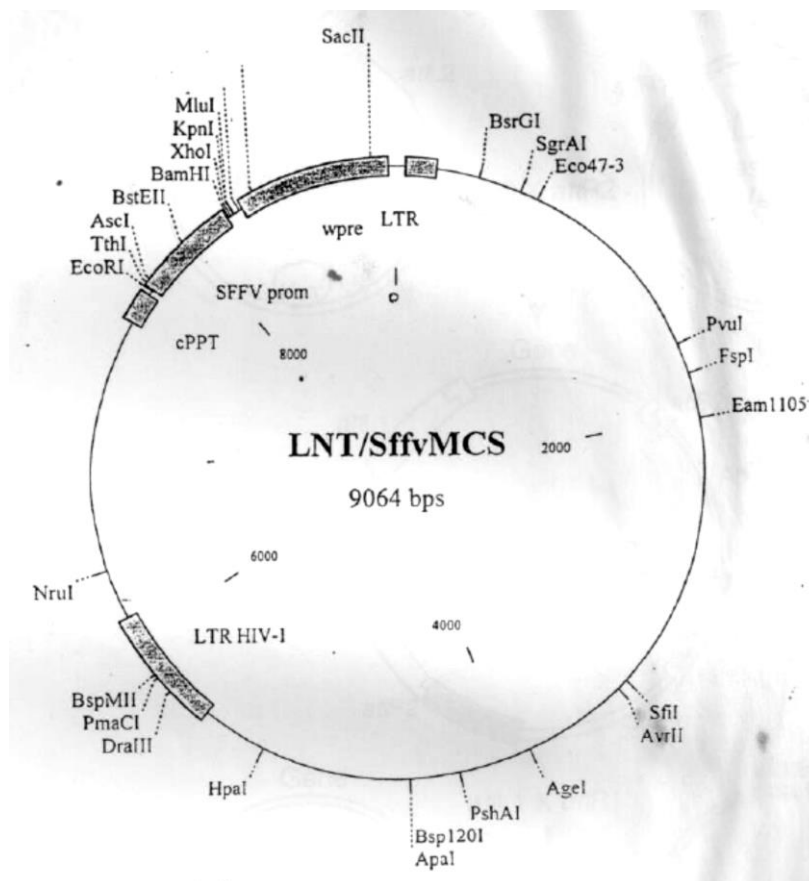 SacII
MluI
KpnI
XhoI
BamHI
BstEII
AscI
TthI
EcoRI
BsrGI
SgrAI
Eco47-3
wpre
LTR
0
SFFV prom
cPPT
8000
PvuI
FspI
Eam1105
LNT/SffvMCS
9064 bps
2000
6000
4000
NruI
LTR HIV-I
BspMII
PmaCI
DraIII
HpaI
SfiI
AvrII
AgeI
PshAI
Bsp120I
ApaI